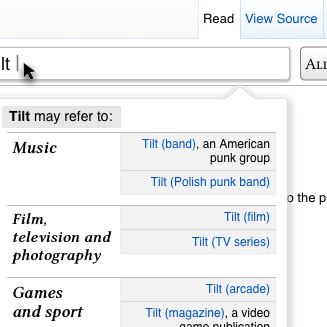 Read View Source
lt
ALL
Tilt may refer to:
Music
Tilt (band), an American
punk group
Tilt (Polish punk band)
Film,
television and
photography
Tilt (film)
Tilt (TV series)
Games
and sport
Tilt (arcade)
Tilt (magazine), a video
game publication
the p